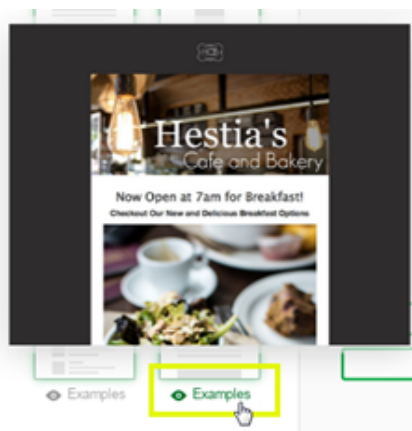 Hestia's
Cafe and Bakery
Now Open at 7am for Breakfast!
Checkout Our New and Delicious Breakfast Options
Examples
Examples